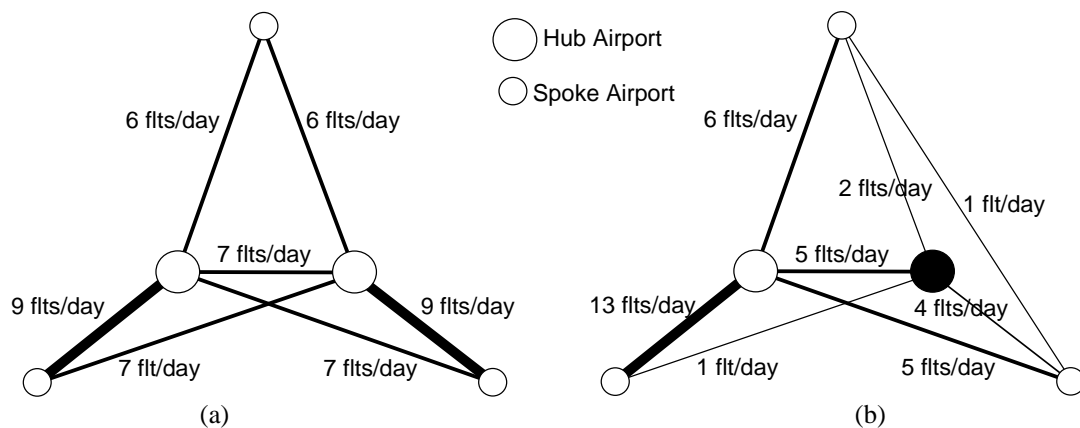 Hub Airport
Spoke Airport
6 flts/day
6 flts/day
7 flts/day
9 flts/day
9 flts/day
7 flt/day
7 flts/day
(a)
6 flts/day
2 flts/day
1 flt/day
5 flts/day
13 flts/day
4 flts/day
1 flt/day
5 flts/day
(b)